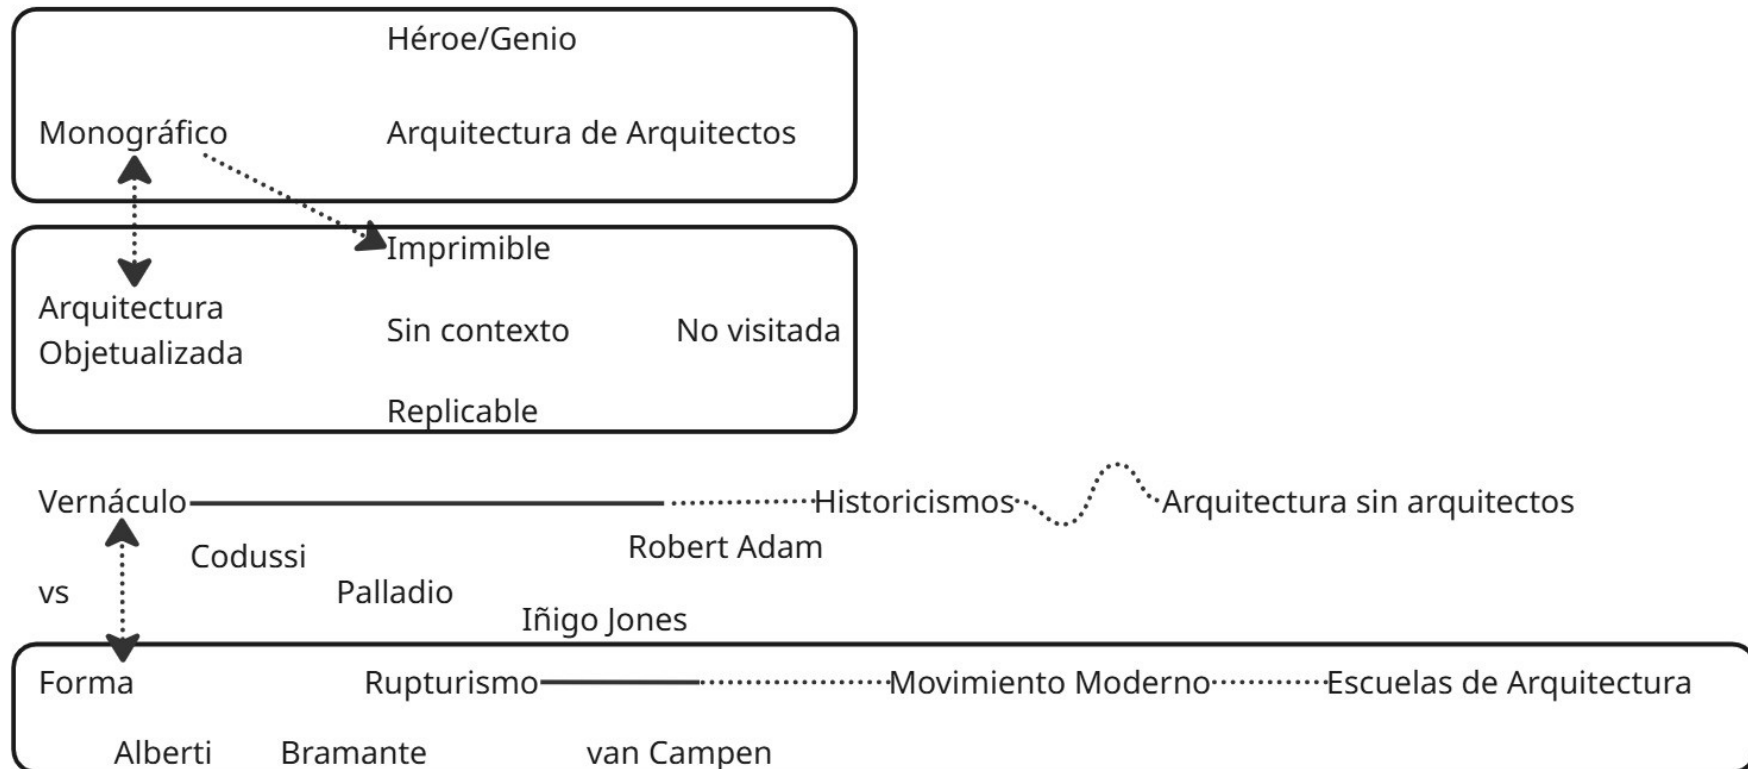 Héroe/Genio
Monográfico
Arquitectura de Arquitectos
Imprimible
Arquitectura
Objetualizada
Sin contexto
No visitada
Replicable
Vernáculo
Historicismos
Arquitectura sin arquitectos
Codussi
Robert Adam
vs
Palladio
Iñigo Jones
Forma
Rupturismo
Movimiento Moderno
Escuelas de Arquitectura
Alberti
Bramante
van Campen